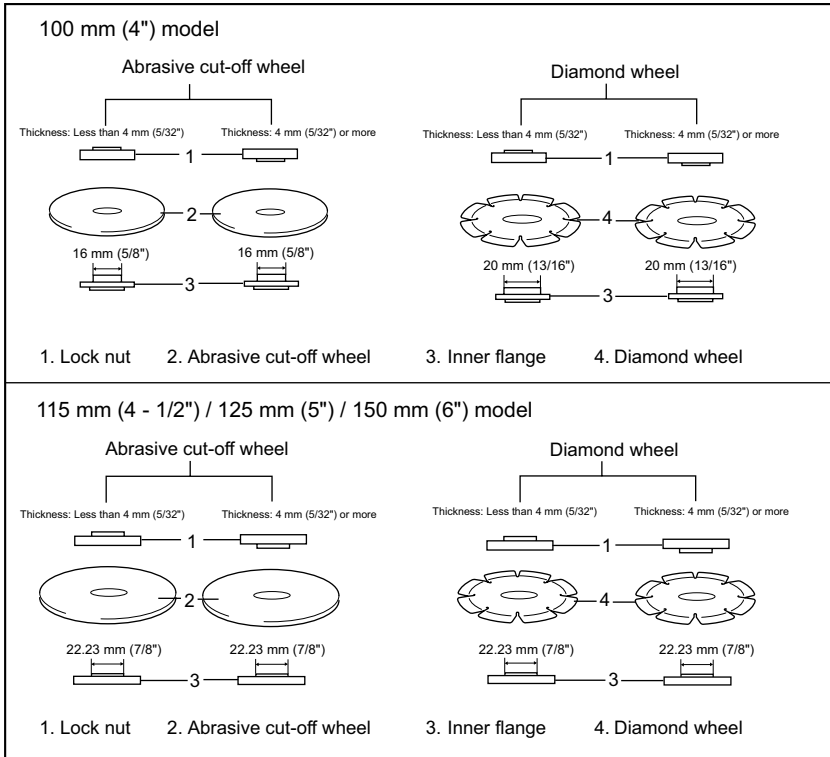 100 mm (4") model
Abrasive cut-off wheel
Diamond wheel
Thickness: Less than 4 mm (5/32") Thickness: 4 mm (5/32") or more
Thickness: Less than 4 mm (5/32") Thickness: 4 mm (5/32") or more
1
1
2
4
16 mm (5/8") 16 mm (5/8")
20 mm (13/16") 20 mm (13/16")
3
3
1. Lock nut 2. Abrasive cut-off wheel 3. Inner flange 4. Diamond wheel
115 mm (4 - 1/2") / 125 mm (5") / 150 mm (6") model
Abrasive cut-off wheel
Diamond wheel
Thickness: Less than 4 mm (5/32") Thickness: 4 mm (5/32") or more
Thickness: Less than 4 mm (5/32") Thickness: 4 mm (5/32") or more
1
1
2
4
22.23 mm (7/8") 22.23 mm (7/8")
22.23 mm (7/8") 22.23 mm (7/8")
3
3
1. Lock nut 2. Abrasive cut-off wheel 3. Inner flange 4. Diamond wheel